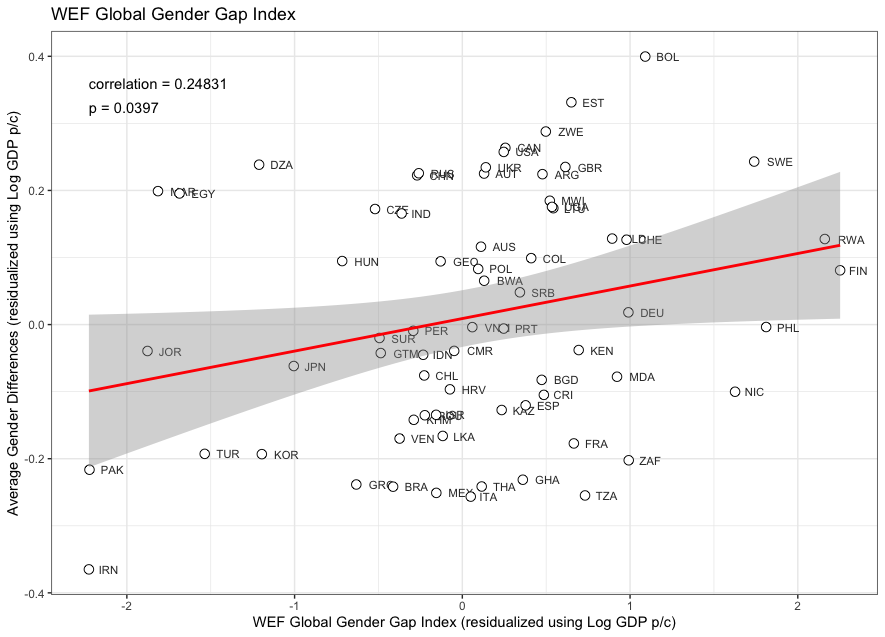 WEF Global Gender Gap Index
correlation = 0.24831
p = 0.0397
Average Gender Differences (residualized using Log GDP p/c)
0.4
0.2
0.0
-0.2
-0.4
BOL
EST
ZWE
CAN
USA
DZA
UKR
AUT
GBR
ARG
SWE
RUS
CHN
MAR
EGY
MWI
UGA
LTU
CZE
IND
CHE
RWA
AUS
HUN
GEO
COL
POL
FIN
BWA
SRB
DEU
PER
VNM
PRT
PHL
SUR
JOR
GTM
IDN
CMR
KEN
JPN
CHL
BGD
MDA
HRV
CRI
NIC
KAZ
ESP
ISR
KHM
VEN
LKA
FRA
TUR
KOR
ZAF
PAK
GRC
BRA
MEX
ITA
THA
GHA
TZA
IRN
-2
-1
0
1
2
WEF Global Gender Gap Index (residualized using Log GDP p/c)